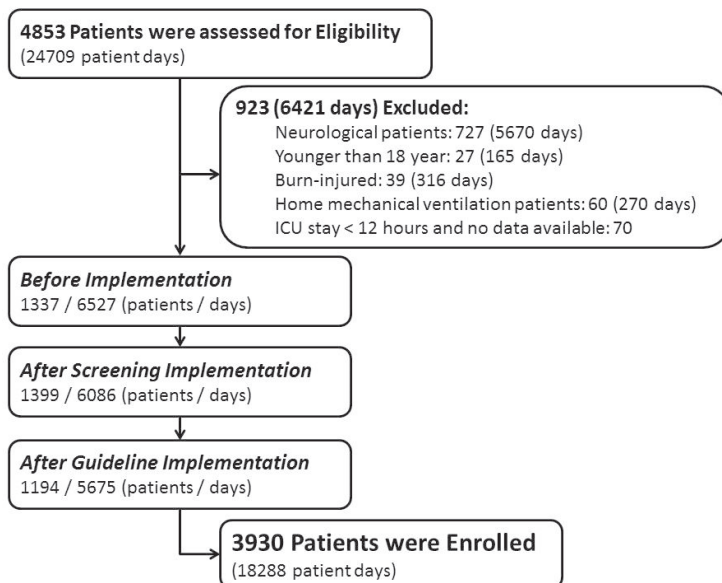 4853 Patients were assessed for Eligibility
(24709 patient days)
923 (6421 days) Excluded:
Neurological patients: 727 (5670 days)
Younger than 18 year: 27 (165 days)
Burn-injured: 39 (316 days)
Home mechanical ventilation patients: 60 (270 days)
ICU stay < 12 hours and no data available: 70
Before Implementation
1337 / 6527 (patients / days)
After Screening Implementation
1399 / 6086 (patients / days)
After Guideline Implementation
1194 / 5675 (patients / days)
3930 Patients were Enrolled
(18288 patient days)